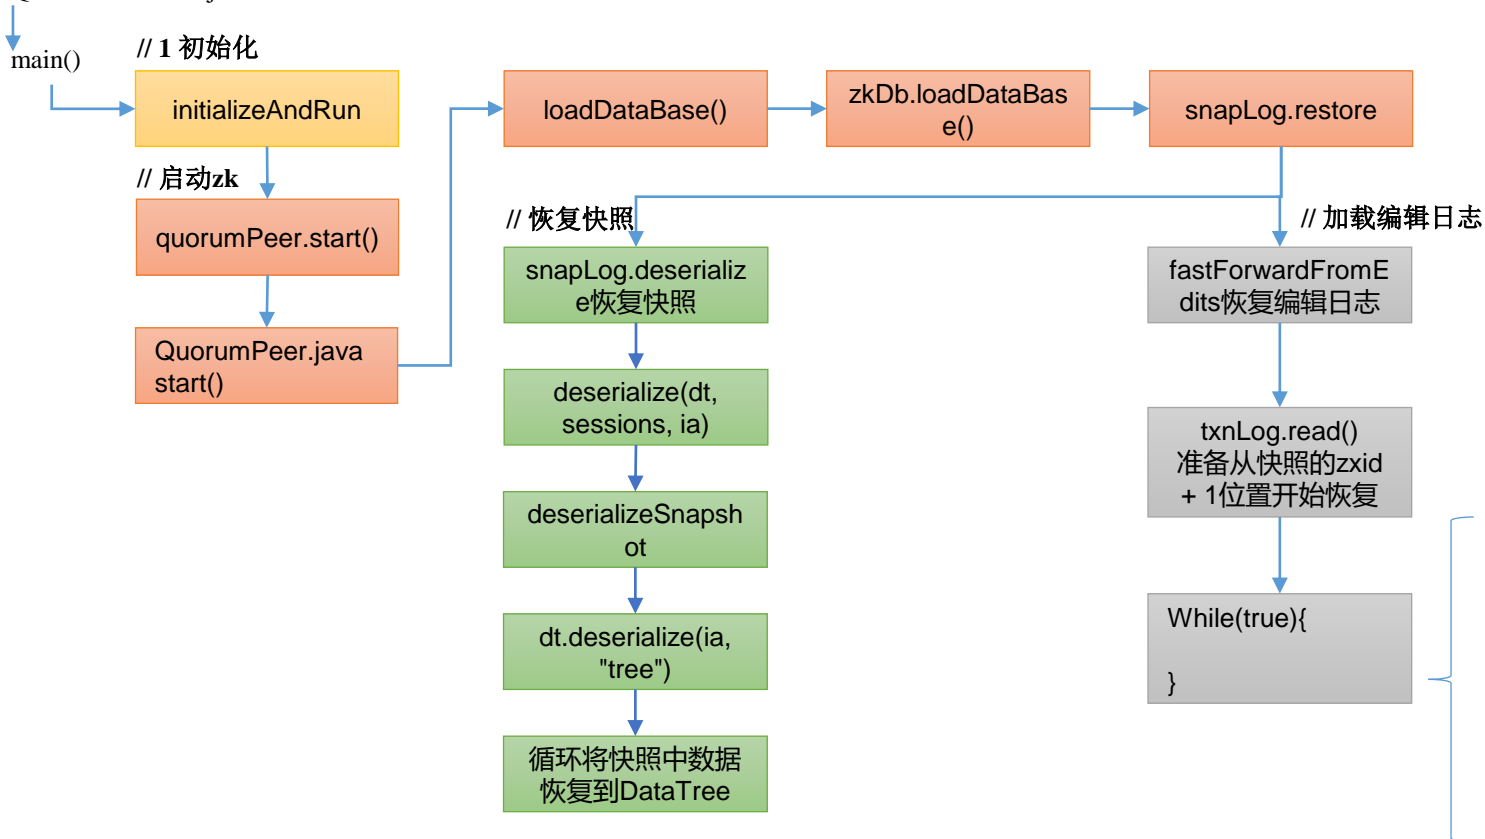 main()
// 1 初始化
initializeAndRun
// 启动zk
quorumPeer.start()
QuorumPeer.java
start()
loadDataBase()
zkDb.loadDataBas
e()
snapLog.restore
// 恢复快照
snapLog.deserializ
e恢复快照
deserialize(dt,
sessions, ia)
deserializeSnapsh
ot
dt.deserialize(ia,
"tree")
循环将快照中数据
恢复到DataTree
// 加载编辑日志
fastForwardFromE
dits恢复编辑日志
txnLog.read()
准备从快照的zxid
+ 1位置开始恢复
While(true){
}